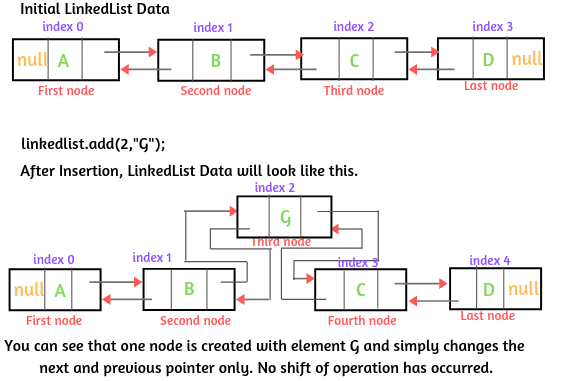 Initial LinkedList Data
index 0 index 1 index 2 index 3
null A B C D null
First node Second node Third node Last node
linkedlist.add(2,"G");
After Insertion, LinkedList Data will look like this.
index 2
G
Third node
index 0 index 1 index 3 index 4
null A B C D null
First node Second node Fourth node Last node
You can see that one node is created with element G and simply changes the
next and previous pointer only. No shift of operation has occurred.